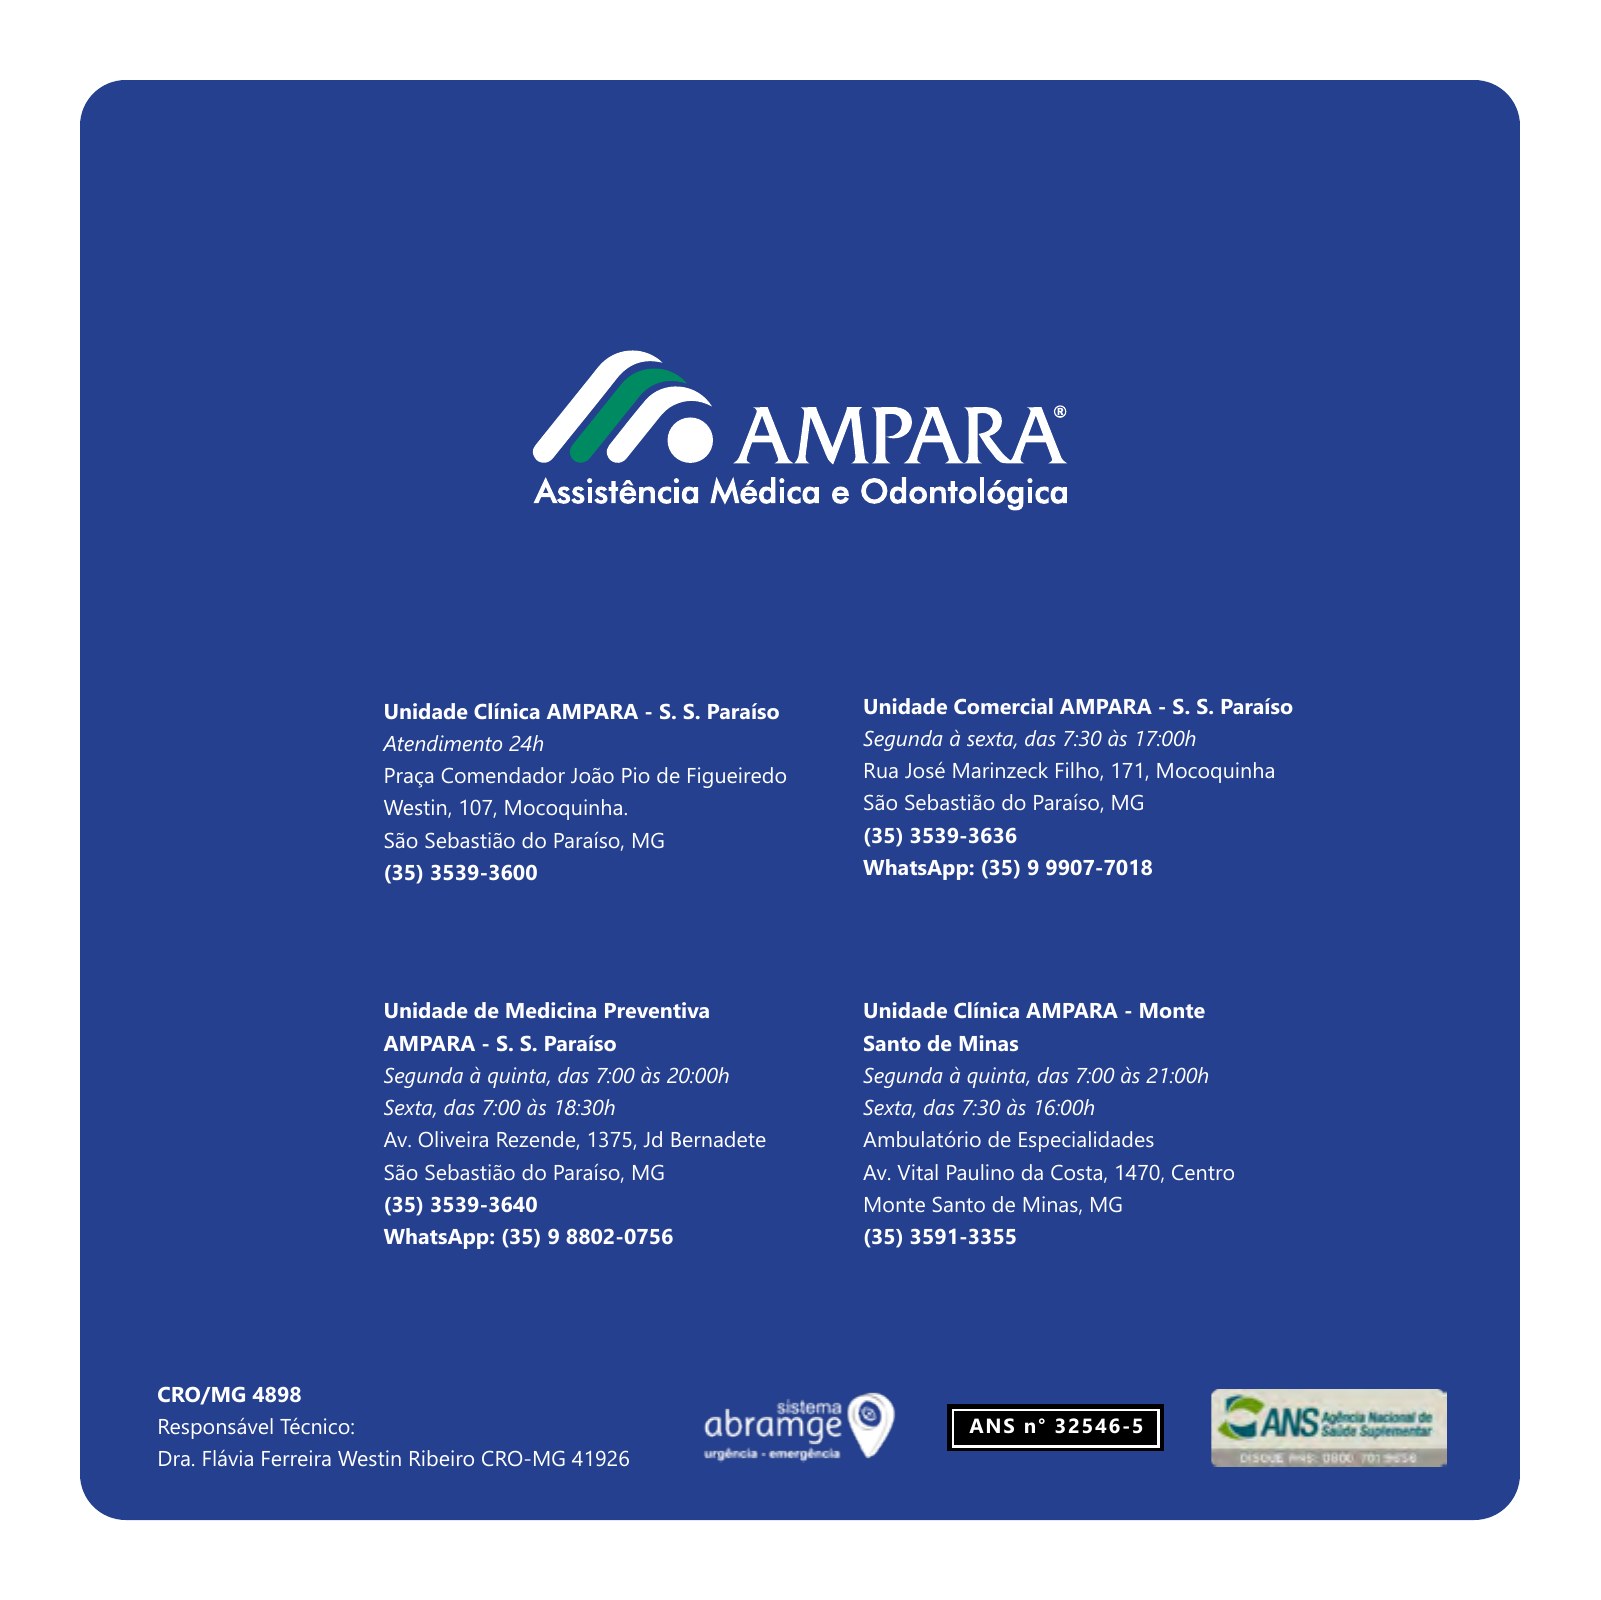 AMPARA®
Assistência Médica e Odontológica
Unidade Clínica AMPARA - S. S. Paraíso
Atendimento 24h
Praça Comendador João Pio de Figueiredo
Westin, 107, Mocoquinha.
São Sebastião do Paraíso, MG
(35) 3539-3600
Unidade Comercial AMPARA - S. S. Paraíso
Segunda à sexta, das 7:30 às 17:00h
Rua José Marinzeck Filho, 171, Mocoquinha
São Sebastião do Paraíso, MG
(35) 3539-3636
WhatsApp: (35) 9 9907-7018
Unidade de Medicina Preventiva
AMPARA - S. S. Paraíso
Segunda à quinta, das 7:00 às 20:00h
Sexta, das 7:00 às 18:30h
Av. Oliveira Rezende, 1375, Jd Bernadete
São Sebastião do Paraíso, MG
(35) 3539-3640
WhatsApp: (35) 9 8802-0756
Unidade Clínica AMPARA - Monte
Santo de Minas
Segunda à quinta, das 7:00 às 21:00h
Sexta, das 7:30 às 16:00h
Ambulatório de Especialidades
Av. Vital Paulino da Costa, 1470, Centro
Monte Santo de Minas, MG
(35) 3591-3355
CRO/MG 4898
Responsável Técnico:
Dra. Flávia Ferreira Westin Ribeiro CRO-MG 41926
sistema
abramge
urgência - emergência
ANS n° 32546-5
ANS Agência Nacional de
Saúde Suplementar
DISQUE ANS: 0800 701 9656